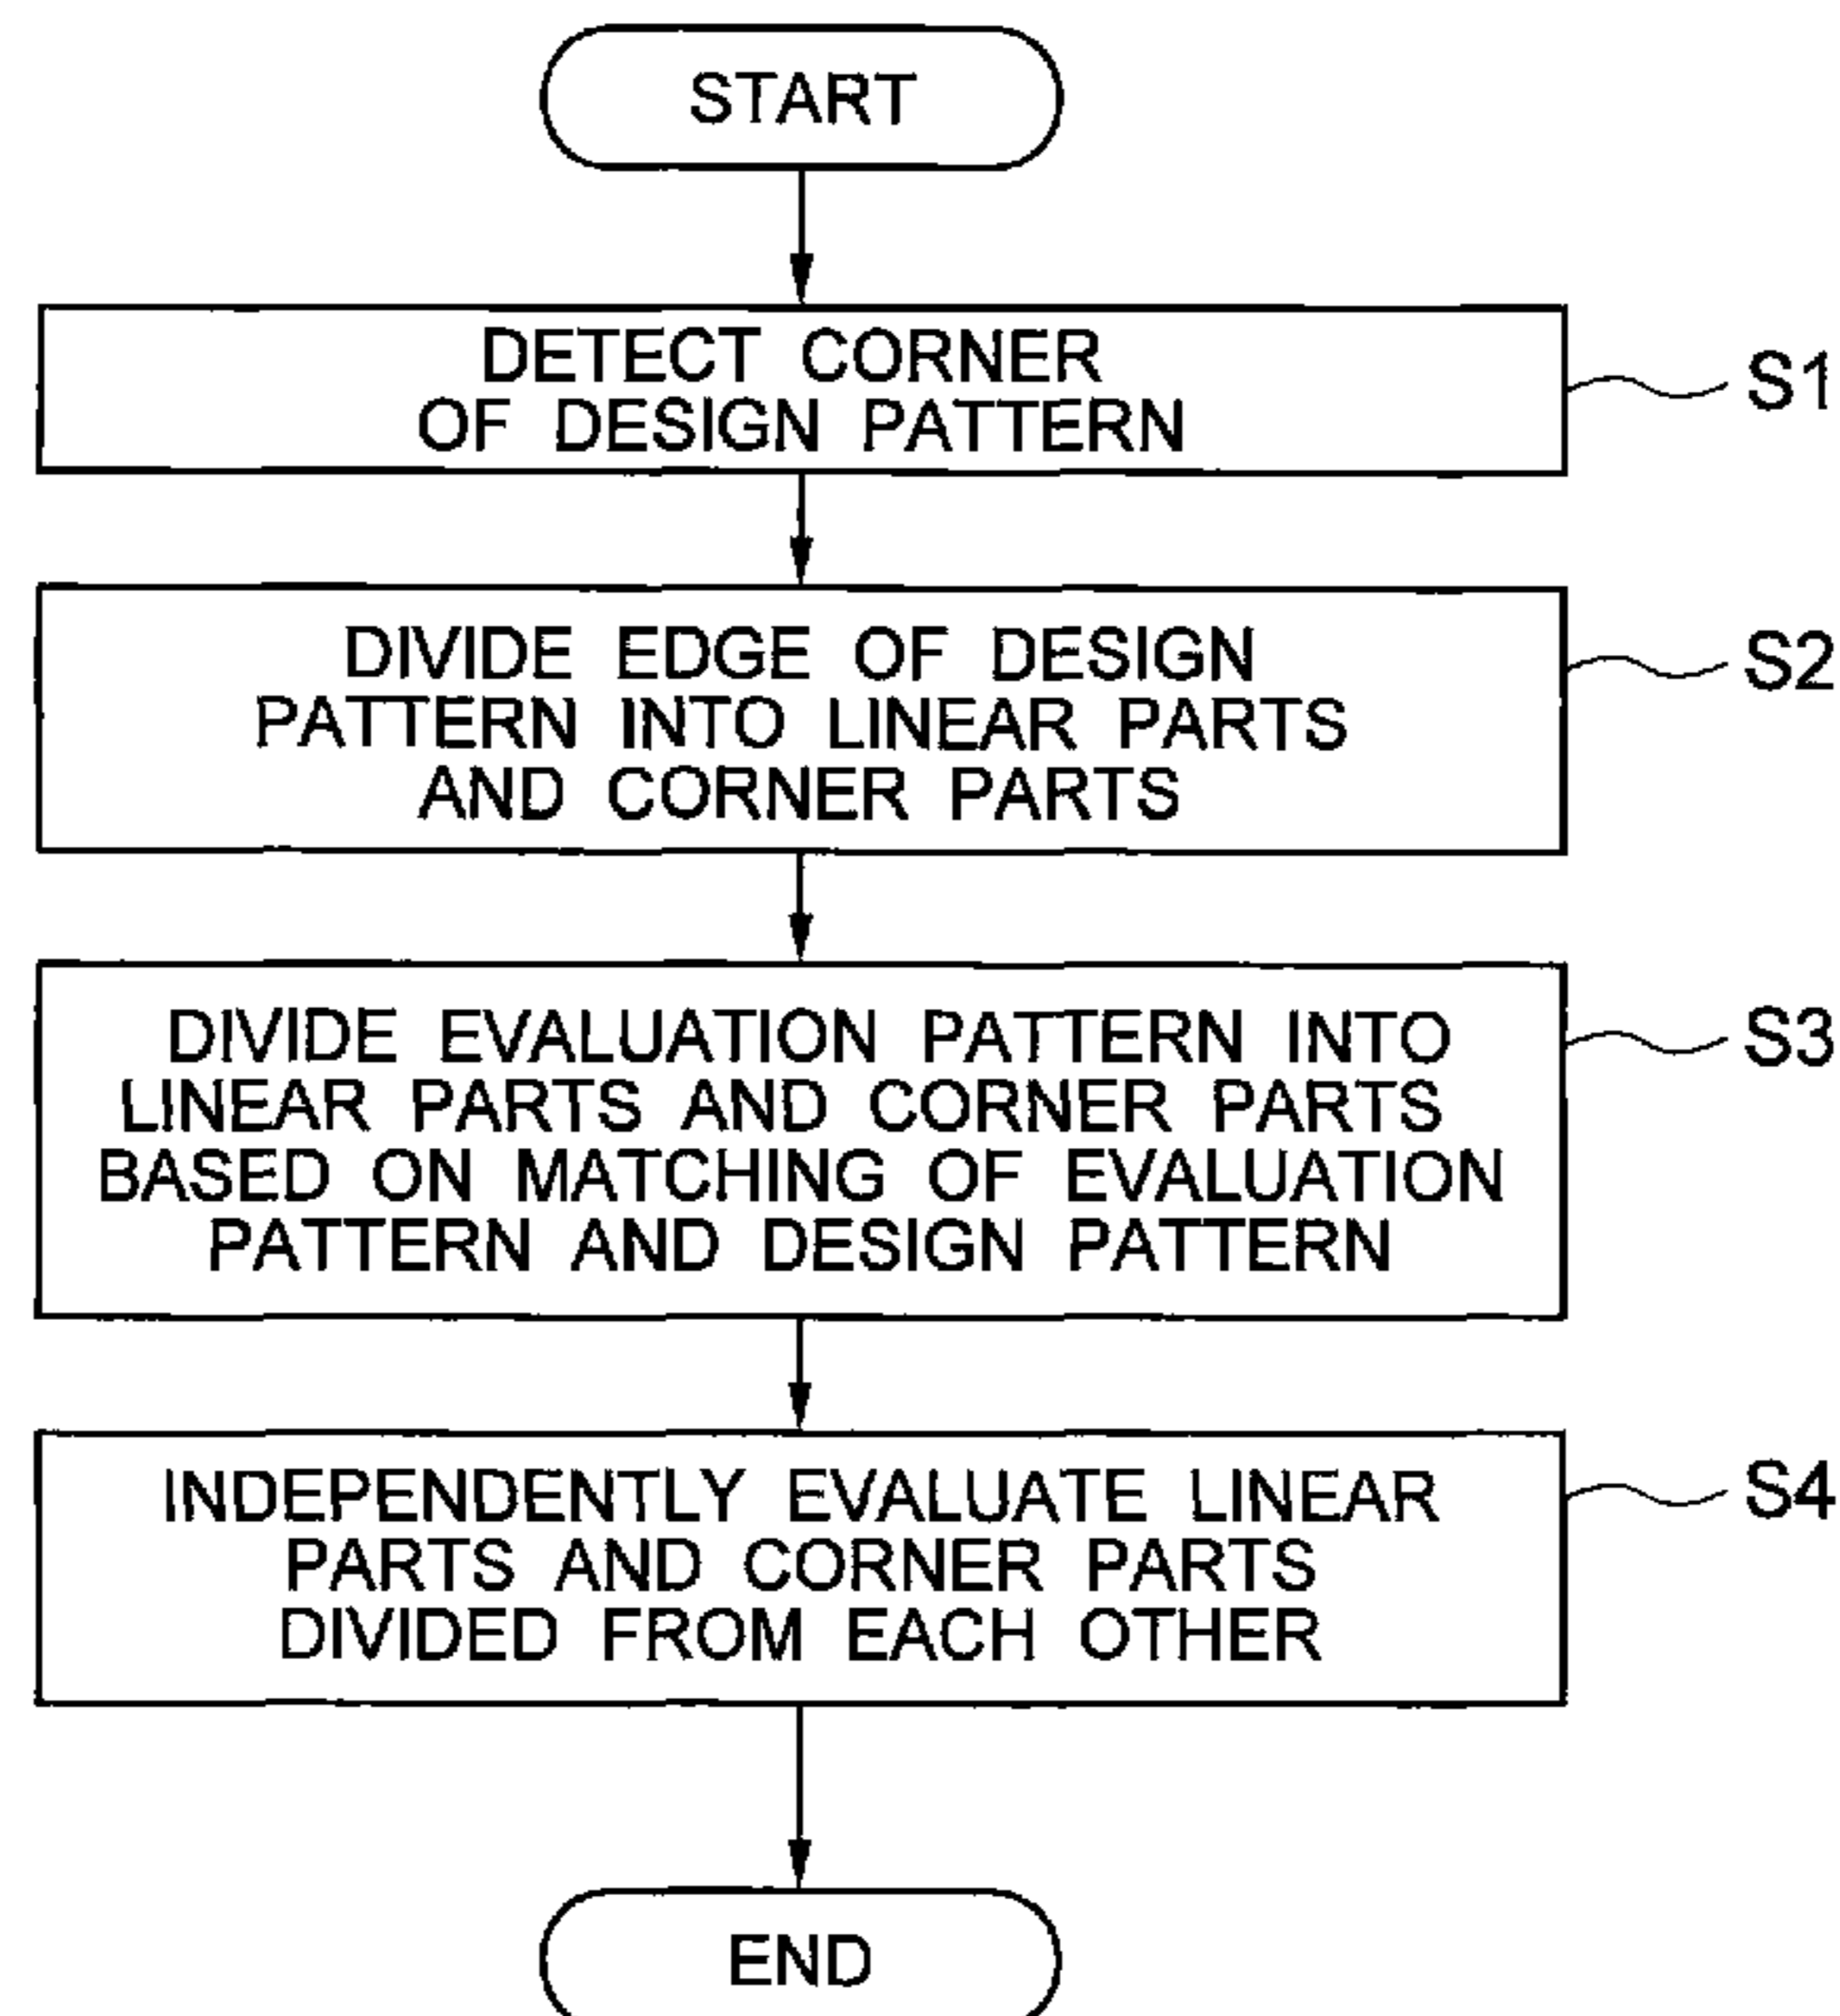 START
DETECT CORNER
OF DESIGN PATTERN
S1
DIVIDE EDGE OF DESIGN
PATTERN INTO LINEAR PARTS
AND CORNER PARTS
S2
DIVIDE EVALUATION PATTERN INTO
LINEAR PARTS AND CORNER PARTS
BASED ON MATCHING OF EVALUATION
PATTERN AND DESIGN PATTERN
S3
INDEPENDENTLY EVALUATE LINEAR
PARTS AND CORNER PARTS
DIVIDED FROM EACH OTHER
S4
END